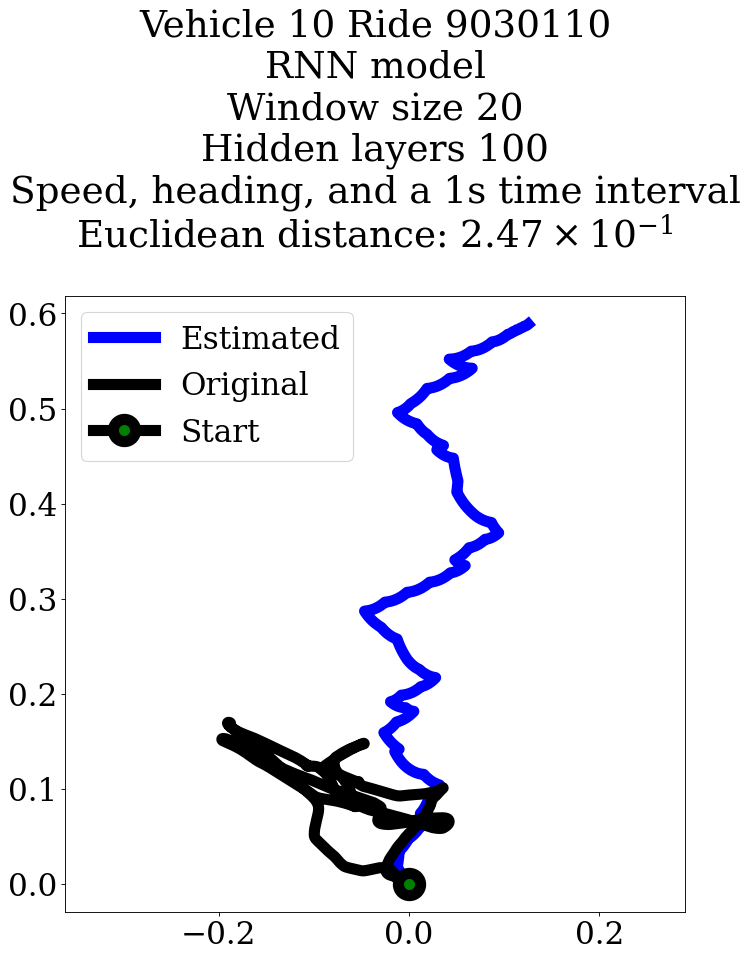 Vehicle 10 Ride 9030110
RNN model
Window size 20
Hidden layers 100
Speed, heading, and a 1s time interval
Euclidean distance: 2.47 × 10⁻¹
Estimated
Original
Start
0.6
0.5
0.4
0.3
0.2
0.1
0.0
−0.2 0.0 0.2